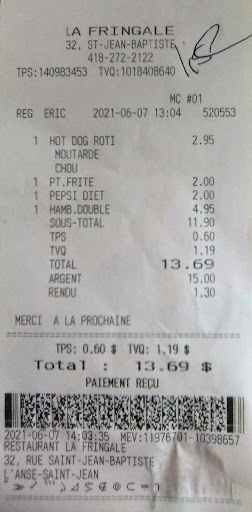 LA FRINGALE
32, ST-JEAN-BAPTISTE
418-272-2122
TPS:140983453 TVQ:1018408640
MC #01
REG ERIC 2021-06-07 13:04 520553
1 HOT DOG ROTI 2.95
MOUTARDE
CHOU
1 PT.FRITE 2.00
1 PEPSI DIET 2.00
1 HAMB.DOUBLE 4.95
SOUS-TOTAL 11.90
TPS 0.60
TVQ 1.19
TOTAL 13.69
ARGENT 15.00
RENDU 1.30
MERCI A LA PROCHAINE
TPS: 0.60 $ TVQ: 1.19 $
Total : 13.69 $
PAIEMENT REÇU
2021-06-07 14:03:35 MEV:11976701-10398657
RESTAURANT LA FRINGALE
32, RUE SAINT-JEAN-BAPTISTE
L'ANSE-SAINT-JEAN